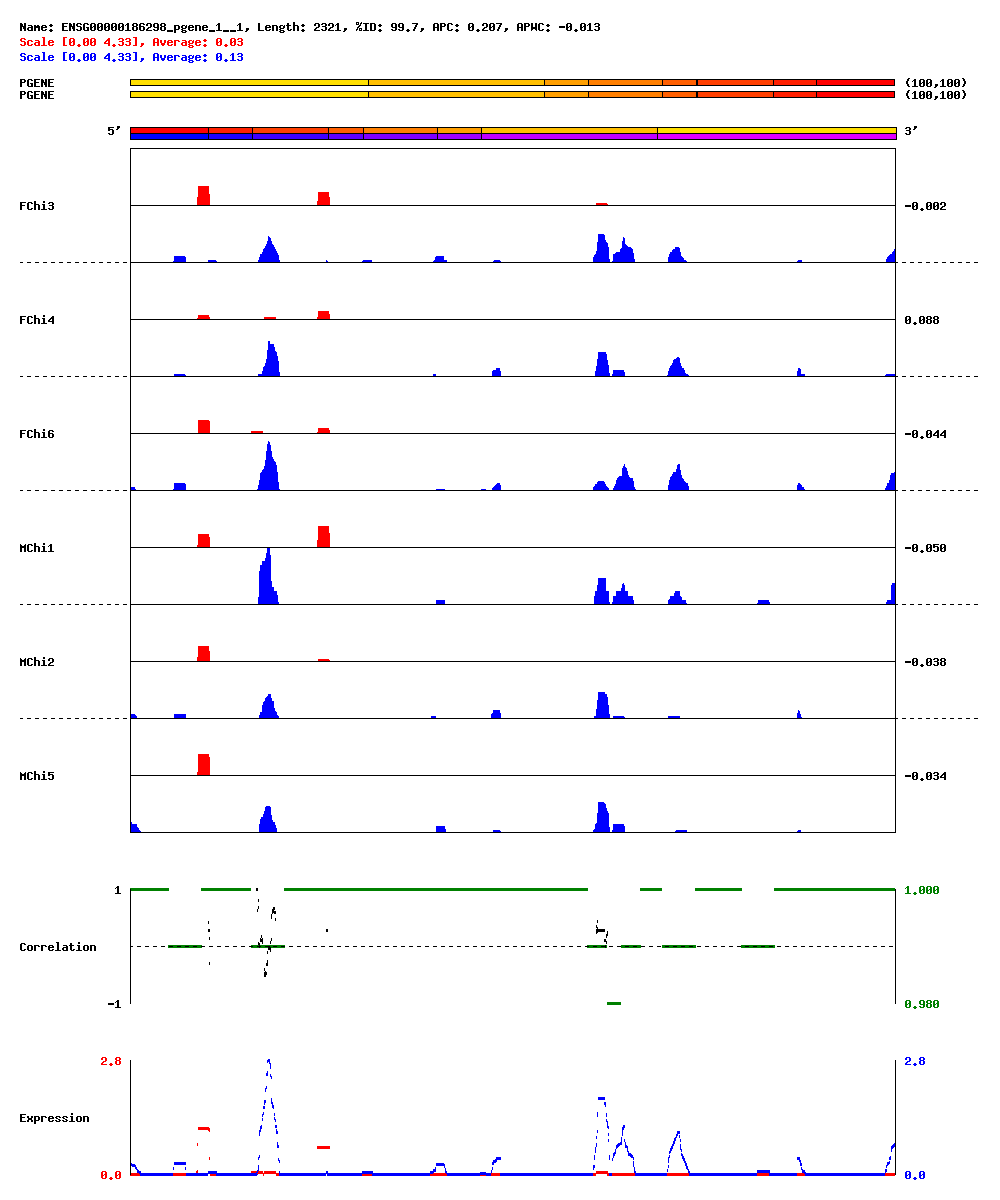 Name: ENSG00000186298_pgene_1__1, Length: 2321, %ID: 99.7, APC: 0.207, APWC: -0.013
Scale [0.00 4.33], Average: 0.03
Scale [0.00 4.33], Average: 0.13
PGENE (100,100)
PGENE (100,100)
5' 3'
FChi3 -0.002
FChi4 0.088
FChi6 -0.044
MChi1 -0.050
MChi2 -0.038
MChi5 -0.034
1 1.000
Correlation
-1 0.980
2.8 2.8
Expression
0.0 0.0